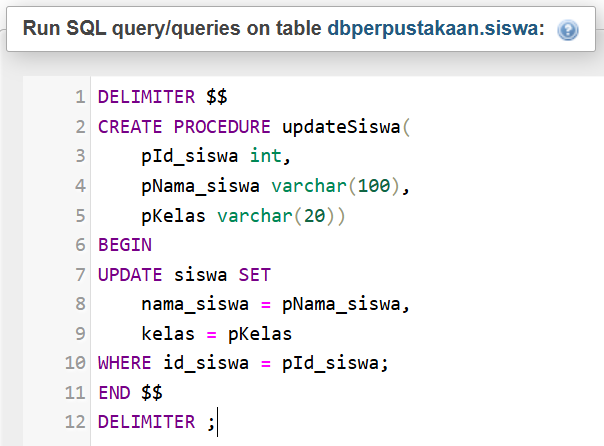 Run SQL query/queries on table dbperpustakaan.siswa:
1 DELIMITER $$
2 CREATE PROCEDURE updateSiswa(
3     pId_siswa int,
4     pNama_siswa varchar(100),
5     pKelas varchar(20))
6 BEGIN
7 UPDATE siswa SET
8     nama_siswa = pNama_siswa,
9     kelas = pKelas
10 WHERE id_siswa = pId_siswa;
11 END $$
12 DELIMITER ;